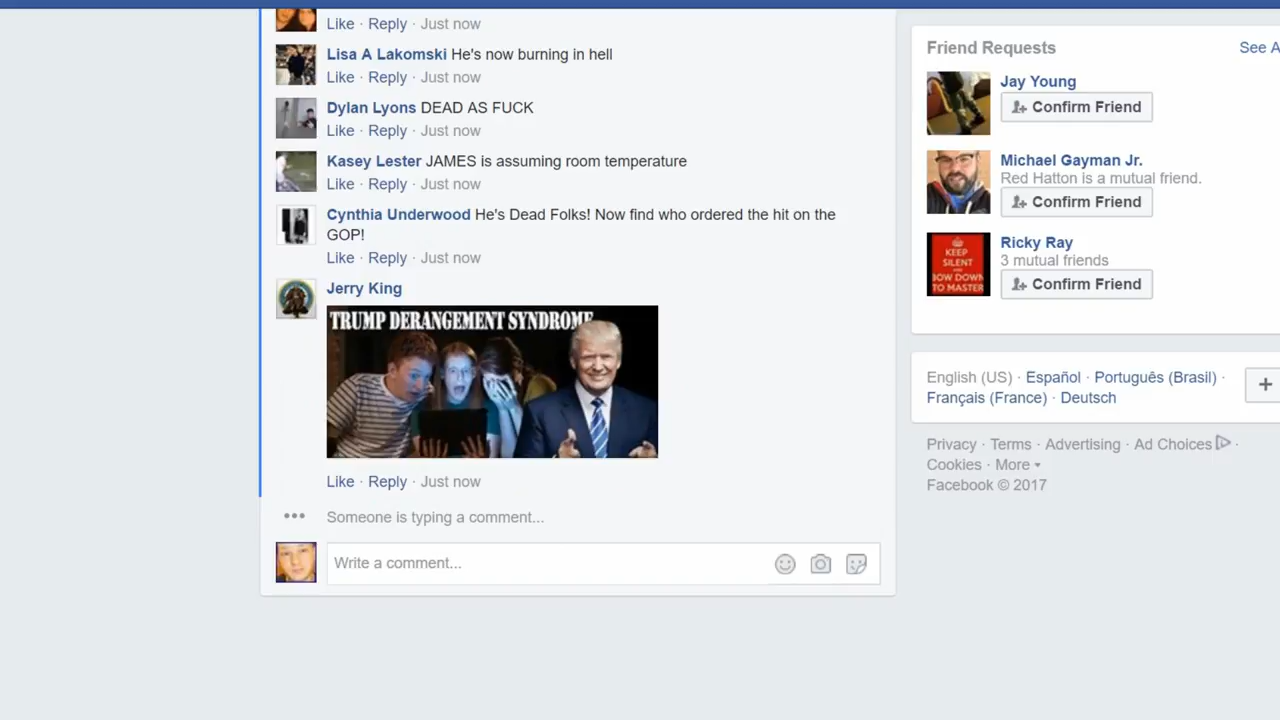 Like · Reply · Just now
Lisa A Lakomski He's now burning in hell
Like · Reply · Just now
Dylan Lyons DEAD AS FUCK
Like · Reply · Just now
Kasey Lester JAMES is assuming room temperature
Like · Reply · Just now
Cynthia Underwood He's Dead Folks! Now find who ordered the hit on the
GOP!
Like · Reply · Just now
Jerry King
TRUMP DERANGEMENT SYNDROME
Like · Reply · Just now
Someone is typing a comment...
Write a comment...
Friend Requests
See A
Jay Young
Confirm Friend
Michael Gayman Jr.
Red Hatton is a mutual friend.
Confirm Friend
KEEP
SILENT
AND
BOW DOWN
TO MASTER
Ricky Ray
3 mutual friends
Confirm Friend
English (US) · Español · Português (Brasil) ·
Français (France) · Deutsch
Privacy · Terms · Advertising · Ad Choices ·
Cookies · More
Facebook © 2017